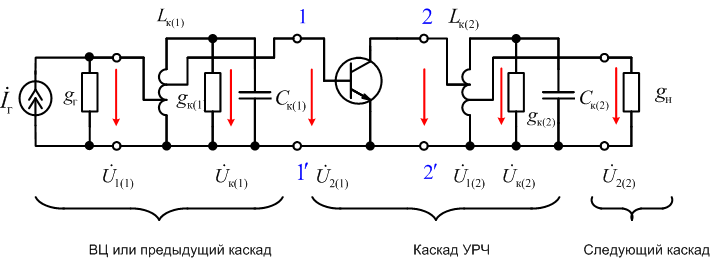 L к(1) 1 2 L к(2)
İ г g г g к(1 C к(1) g к(2) C к(2) g н
U̇ 1(1) U̇ к(1) 1′ U̇ 2(1) 2′ U̇ 1(2) U̇ к(2) U̇ 2(2)
ВЦ или предыдущий каскад Каскад УРЧ Следующий каскад